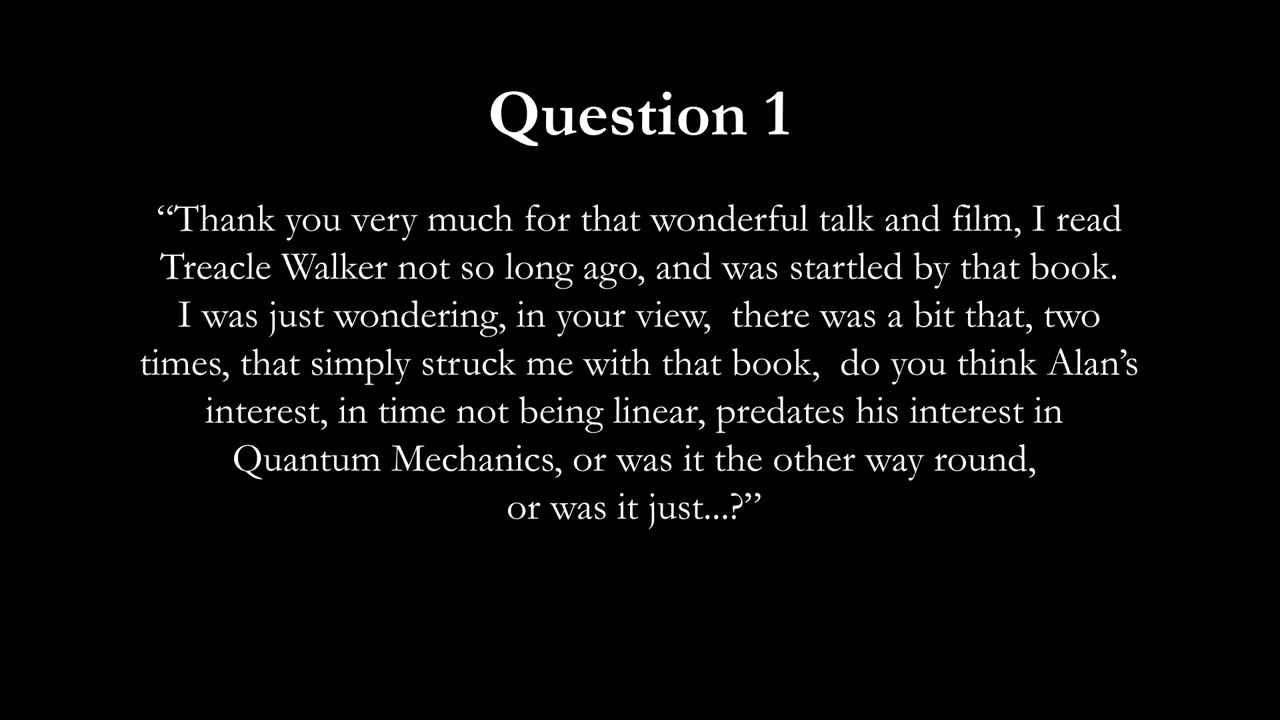 Question 1
“Thank you very much for that wonderful talk and film, I read
Treacle Walker not so long ago, and was startled by that book.
I was just wondering, in your view,  there was a bit that, two
times, that simply struck me with that book,  do you think Alan’s
interest, in time not being linear, predates his interest in
Quantum Mechanics, or was it the other way round,
or was it just...?”